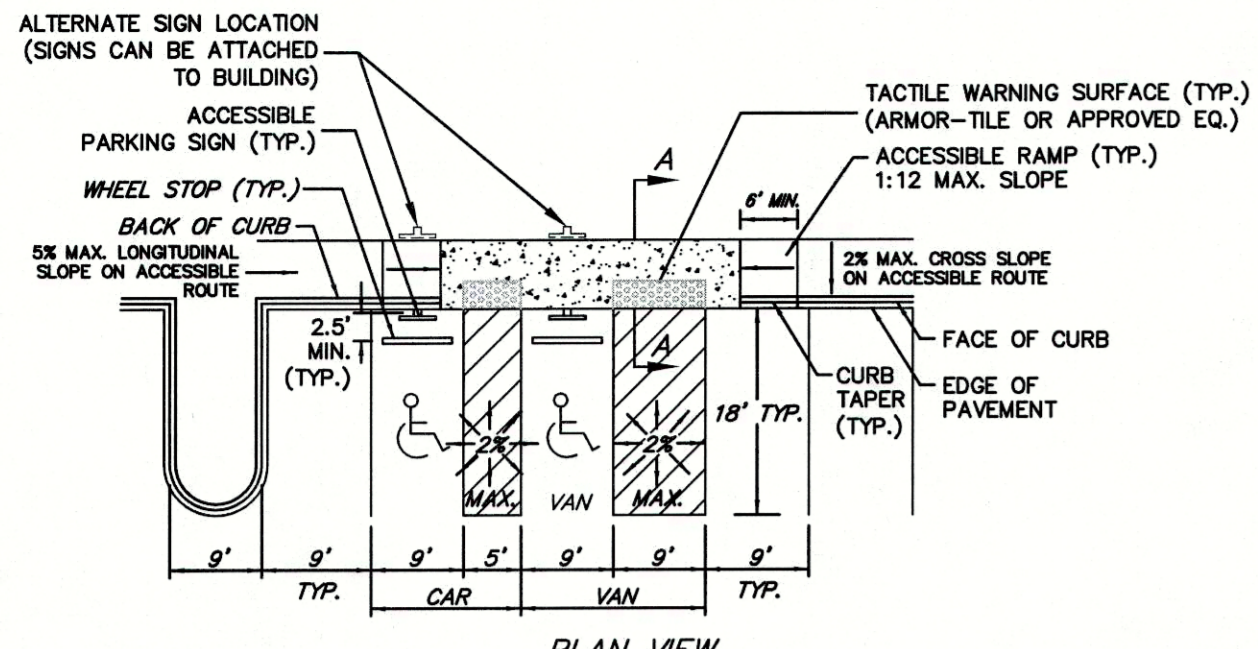 ALTERNATE SIGN LOCATION
(SIGNS CAN BE ATTACHED
TO BUILDING)
ACCESSIBLE
PARKING SIGN (TYP.)
WHEEL STOP (TYP.)
BACK OF CURB
5% MAX. LONGITUDINAL
SLOPE ON ACCESSIBLE
ROUTE
TACTILE WARNING SURFACE (TYP.)
(ARMOR-TILE OR APPROVED EQ.)
A
ACCESSIBLE RAMP (TYP.)
1:12 MAX. SLOPE
6' MIN.
2% MAX. CROSS SLOPE
ON ACCESSIBLE ROUTE
2.5'
MIN.
(TYP.)
A
FACE OF CURB
CURB
TAPER
(TYP.)
EDGE OF
PAVEMENT
18' TYP.
2%
MAX.
VAN
2%
MAX.
9'
9'
TYP.
9'
5'
9'
9'
9'
TYP.
CAR
VAN
PLAN VIEW